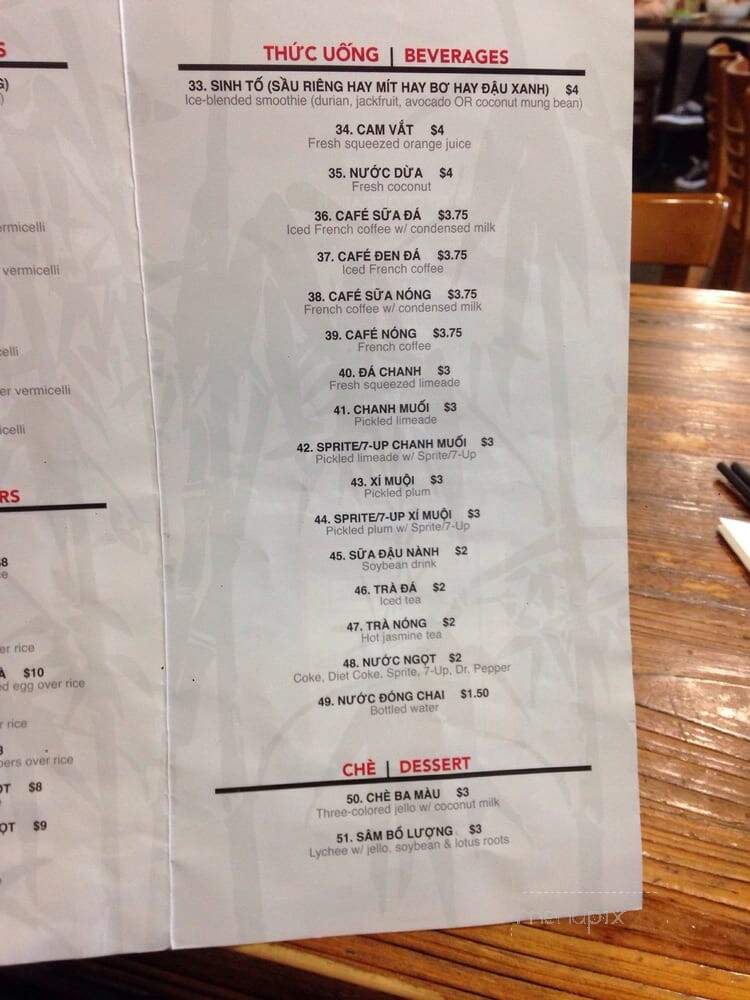 S
G)
)
ermicelli
vermicelli
elli
er vermicelli
icelli
RS
$8
ce
er rice
À $10
ed egg over rice
r rice
8
pers over rice
ỌT $8
e
ỌT $9
THỨC UỐNG | BEVERAGES
33. SINH TỐ (SẦU RIÊNG HAY MÍT HAY BƠ HAY ĐẬU XANH) $4
Ice-blended smoothie (durian, jackfruit, avocado OR coconut mung bean)
34. CAM VẮT $4
Fresh squeezed orange juice
35. NƯỚC DỪA $4
Fresh coconut
36. CAFÉ SỮA ĐÁ $3.75
Iced French coffee w/ condensed milk
37. CAFÉ ĐEN ĐÁ $3.75
Iced French coffee
38. CAFÉ SỮA NÓNG $3.75
French coffee w/ condensed milk
39. CAFÉ NÓNG $3.75
French coffee
40. ĐÁ CHANH $3
Fresh squeezed limeade
41. CHANH MUỐI $3
Pickled limeade
42. SPRITE/7-UP CHANH MUỐI $3
Pickled limeade w/ Sprite/7-Up
43. XÍ MUỘI $3
Pickled plum
44. SPRITE/7-UP XÍ MUỘI $3
Pickled plum w/ Sprite/7-Up
45. SỮA ĐẬU NÀNH $2
Soybean drink
46. TRÀ ĐÁ $2
Iced tea
47. TRÀ NÓNG $2
Hot jasmine tea
48. NƯỚC NGỌT $2
Coke, Diet Coke, Sprite, 7-Up, Dr. Pepper
49. NƯỚC ĐÓNG CHAI $1.50
Bottled water
CHÈ | DESSERT
50. CHÈ BA MÀU $3
Three-colored jello w/ coconut milk
51. SÂM BỔ LƯỢNG $3
Lychee w/ jello, soybean & lotus roots
menupix